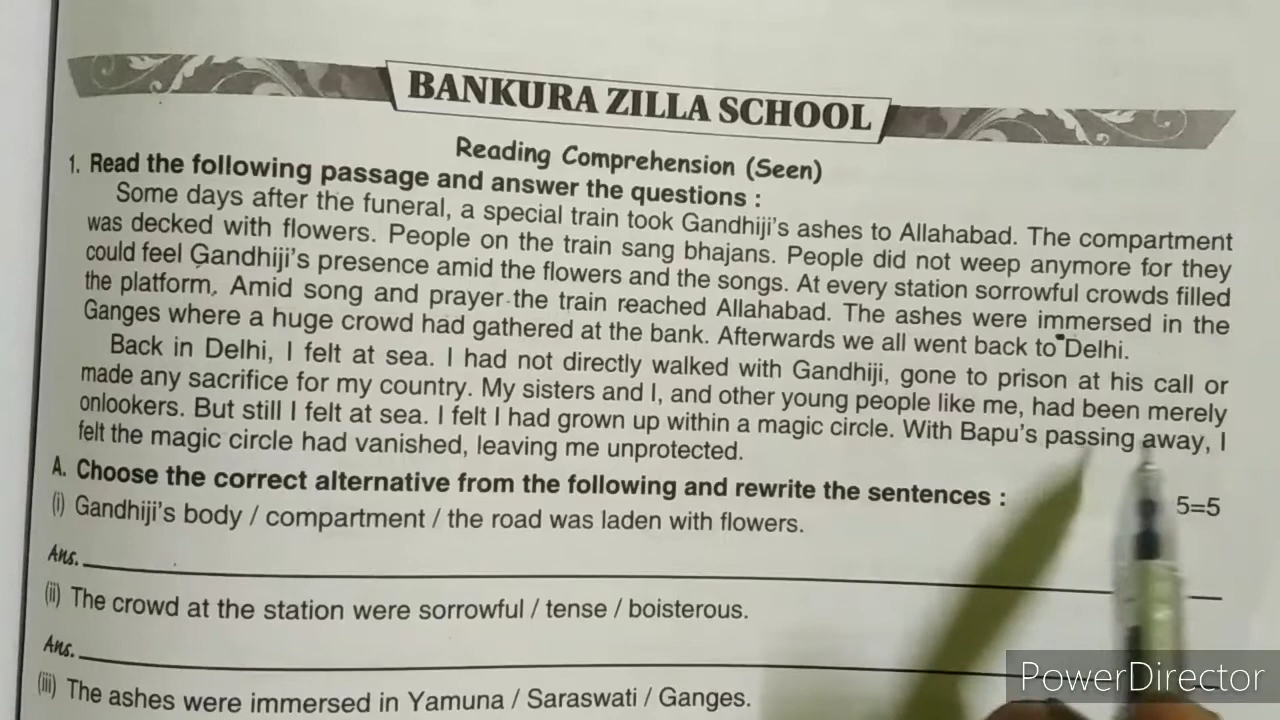 BANKURA ZILLA SCHOOL
Reading Comprehension (Seen)
1. Read the following passage and answer the questions :
Some days after the funeral, a special train took Gandhiji's ashes to Allahabad. The compartment
was decked with flowers. People on the train sang bhajans. People did not weep anymore for they
could feel Gandhiji's presence amid the flowers and the songs. At every station sorrowful crowds filled
the platform. Amid song and prayer the train reached Allahabad. The ashes were immersed in the
Ganges where a huge crowd had gathered at the bank. Afterwards we all went back to Delhi.
Back in Delhi, I felt at sea. I had not directly walked with Gandhiji, gone to prison at his call or
made any sacrifice for my country. My sisters and I, and other young people like me, had been merely
onlookers. But still I felt at sea. I felt I had grown up within a magic circle. With Bapu's passing away, I
felt the magic circle had vanished, leaving me unprotected.
A. Choose the correct alternative from the following and rewrite the sentences :
5=5
(i) Gandhiji's body / compartment / the road was laden with flowers.
Ans.
(ii) The crowd at the station were sorrowful / tense / boisterous.
Ans.
(iii) The ashes were immersed in Yamuna / Saraswati / Ganges.
PowerDirector